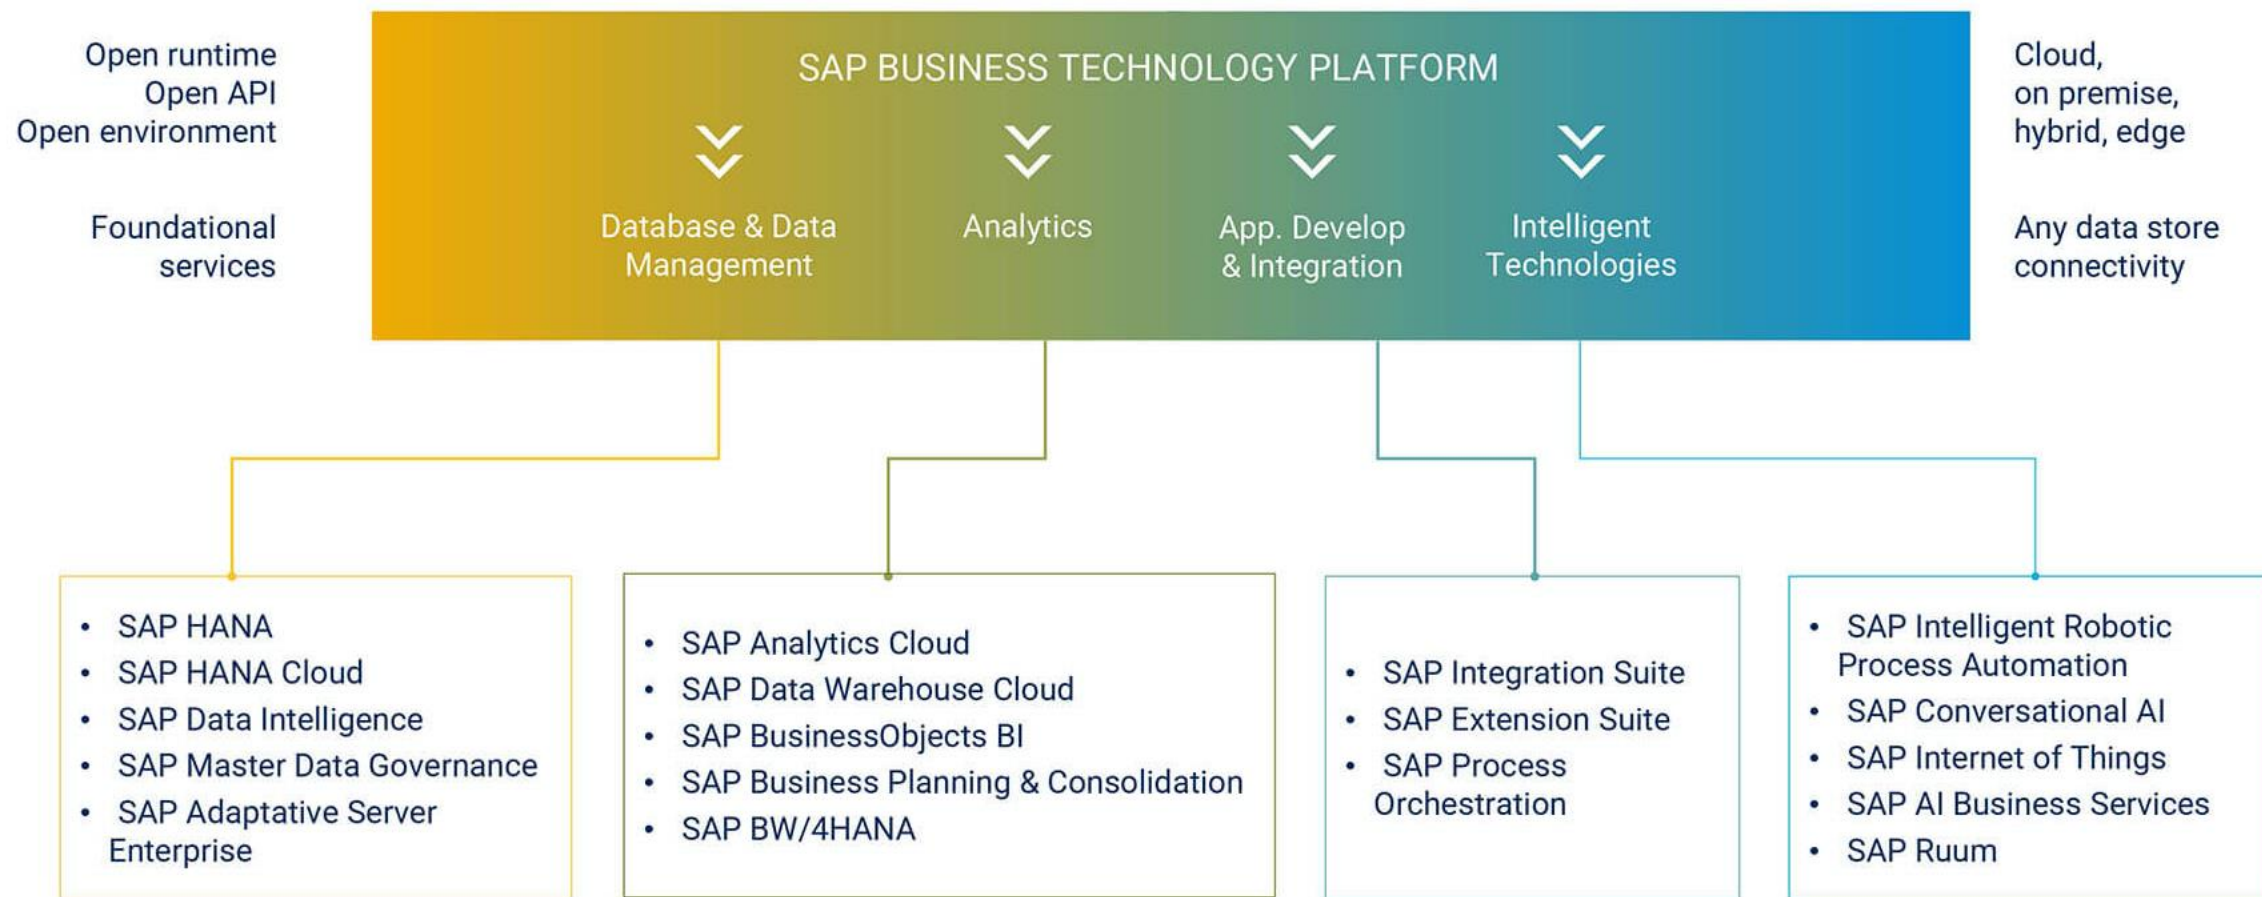 Open runtime
Open API
Open environment
Foundational
services
SAP BUSINESS TECHNOLOGY PLATFORM
Database & Data
Management
Analytics
App. Develop
& Integration
Intelligent
Technologies
Cloud,
on premise,
hybrid, edge
Any data store
connectivity
• SAP HANA
• SAP HANA Cloud
• SAP Data Intelligence
• SAP Master Data Governance
• SAP Adaptative Server
Enterprise
• SAP Analytics Cloud
• SAP Data Warehouse Cloud
• SAP BusinessObjects BI
• SAP Business Planning & Consolidation
• SAP BW/4HANA
• SAP Integration Suite
• SAP Extension Suite
• SAP Process
Orchestration
• SAP Intelligent Robotic
Process Automation
• SAP Conversational AI
• SAP Internet of Things
• SAP AI Business Services
• SAP Ruum